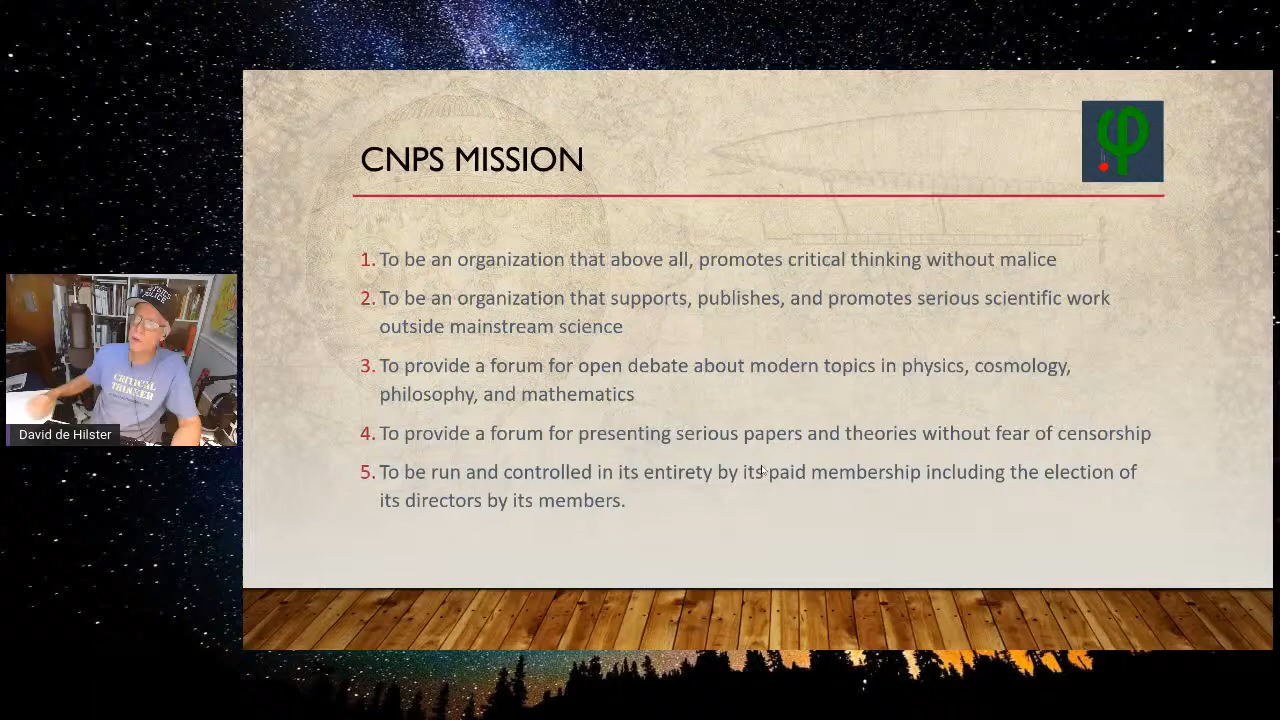 CNPS MISSION
1. To be an organization that above all, promotes critical thinking without malice
2. To be an organization that supports, publishes, and promotes serious scientific work
outside mainstream science
3. To provide a forum for open debate about modern topics in physics, cosmology,
philosophy, and mathematics
4. To provide a forum for presenting serious papers and theories without fear of censorship
5. To be run and controlled in its entirety by its paid membership including the election of
its directors by its members.
CRITICAL
THINKER
David de Hilster